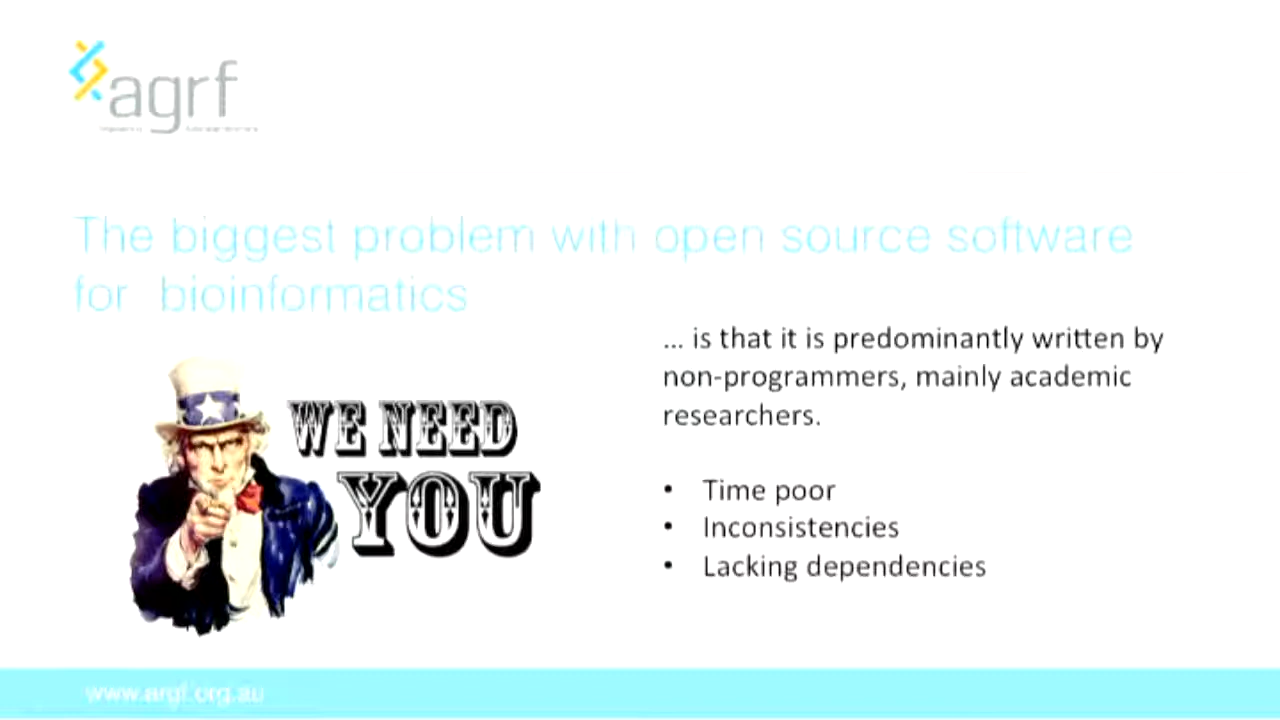 agrf
The biggest problem with open source software
for bioinformatics
... is that it is predominantly written by
non-programmers, mainly academic
researchers.
WE NEED
YOU
• Time poor
• Inconsistencies
• Lacking dependencies
www.argf.org.au